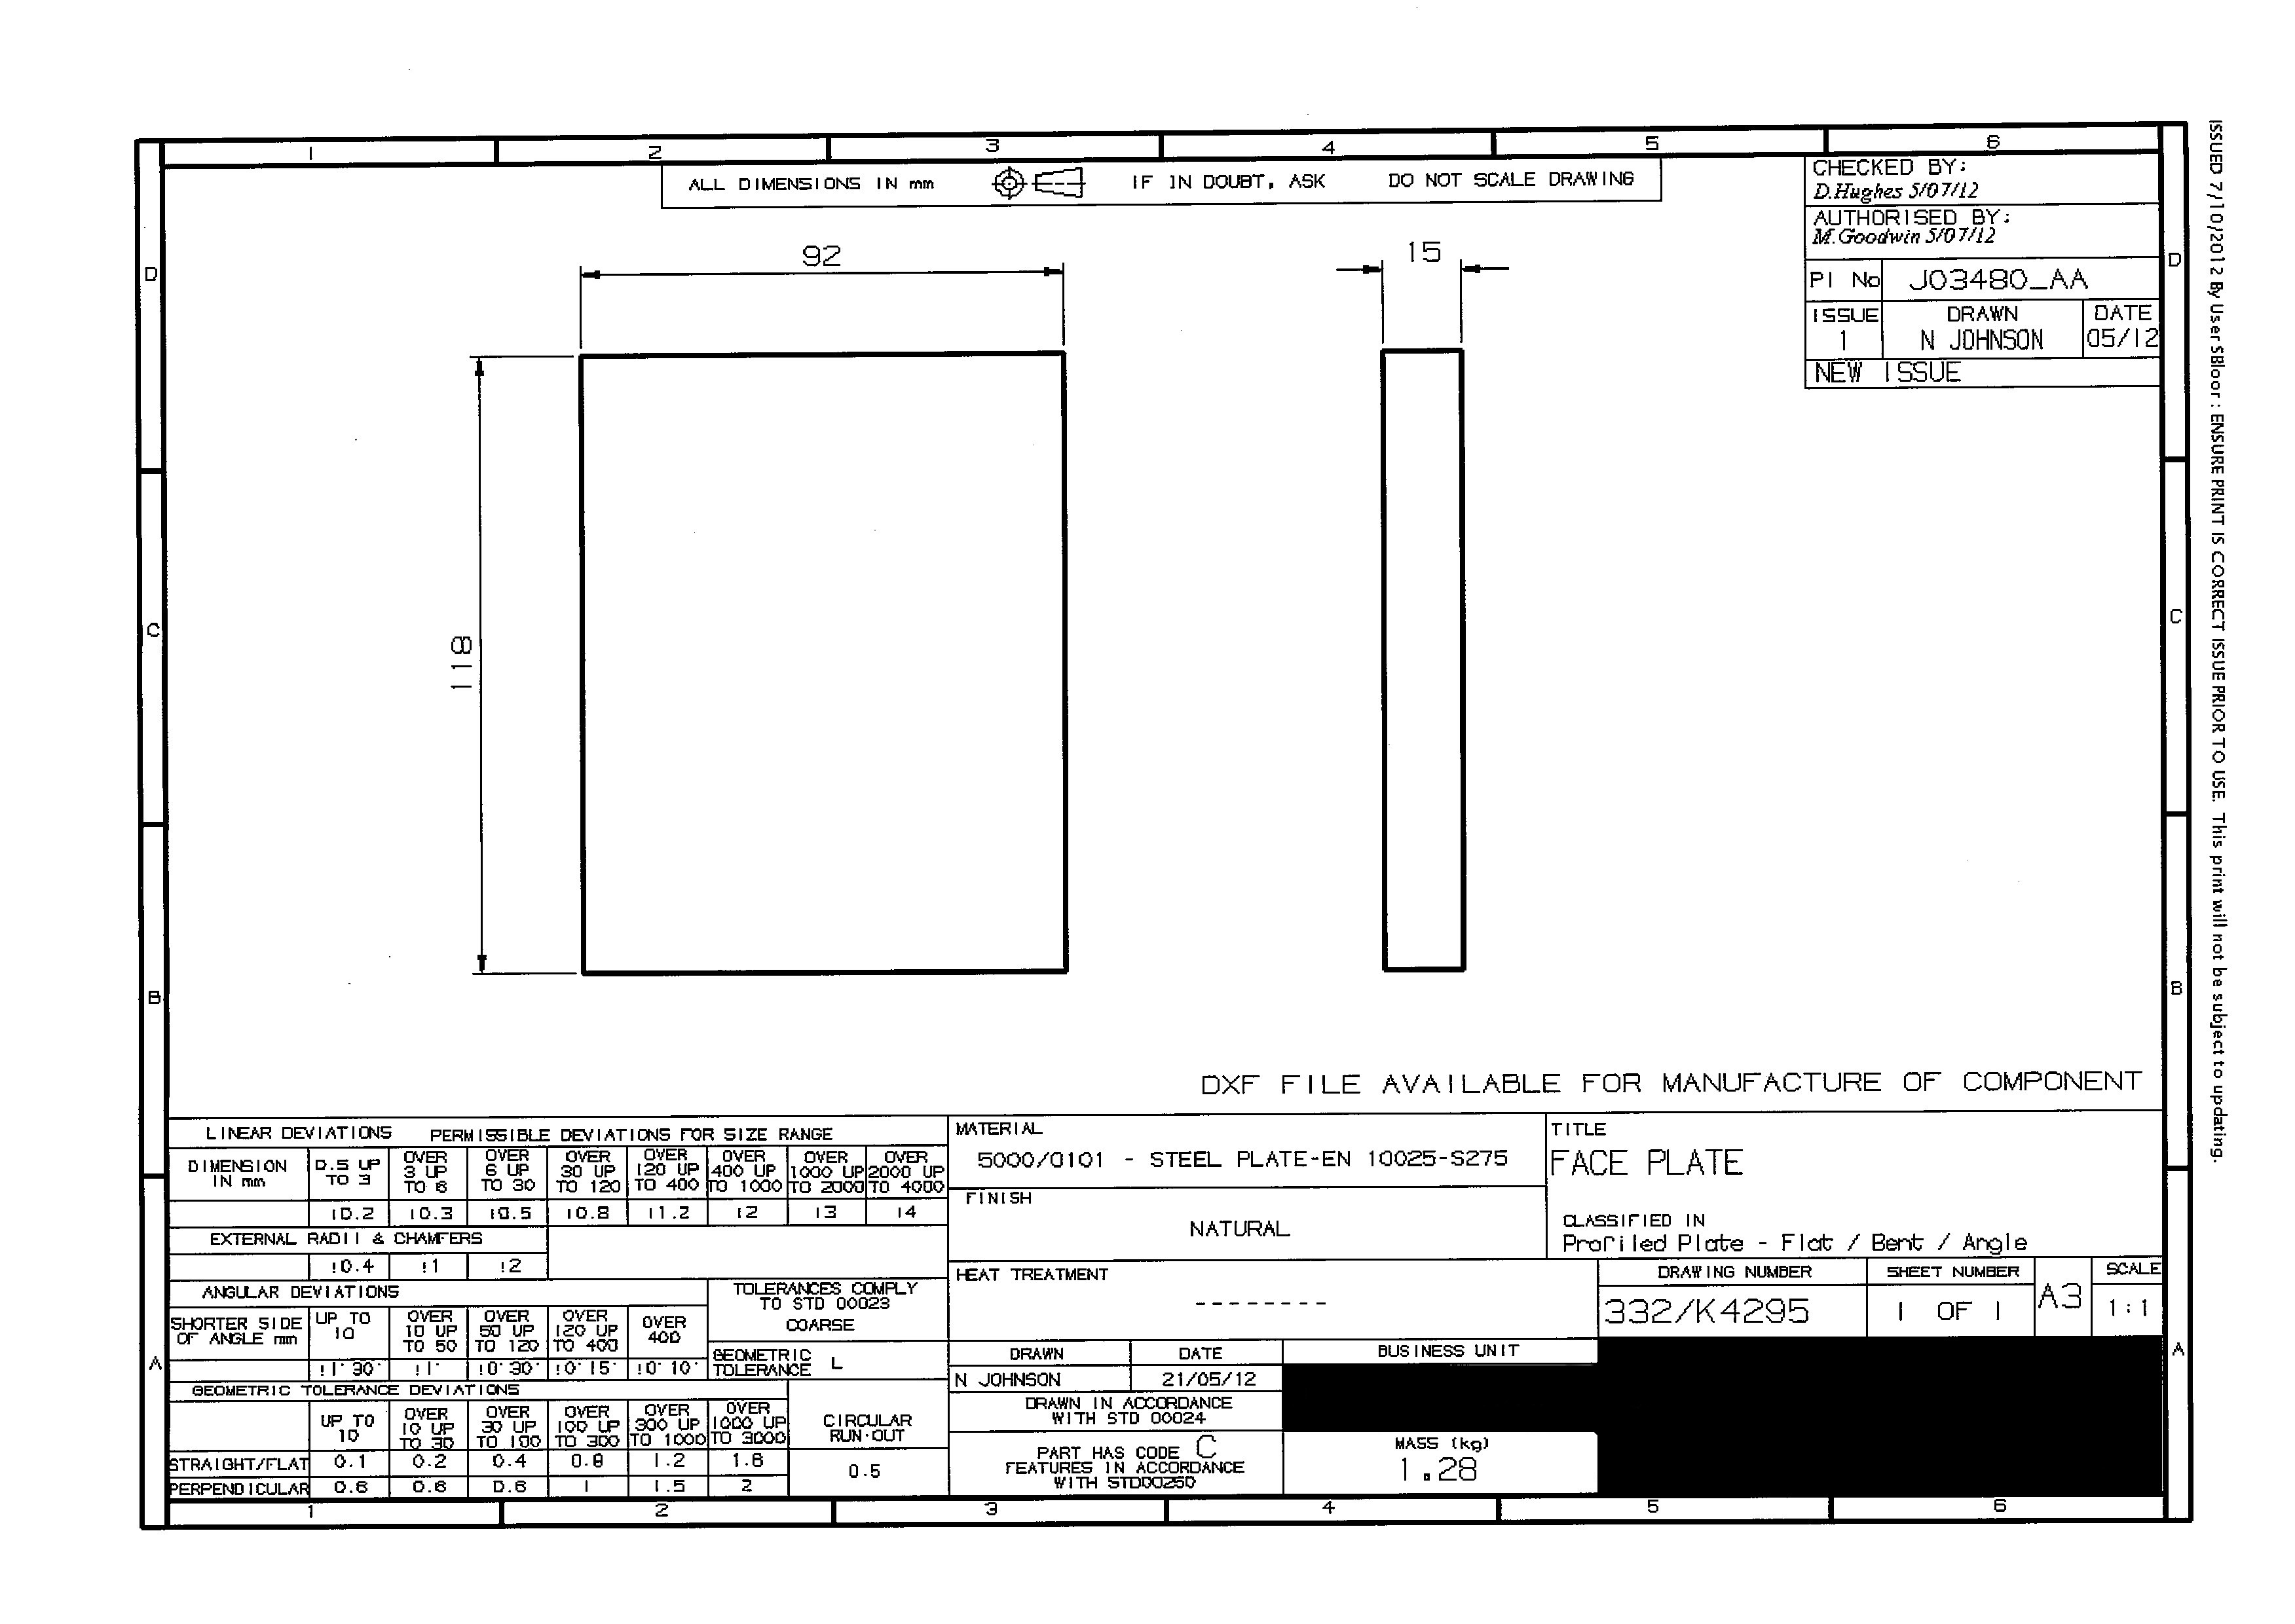 1 2 3 4 5 6
ALL DIMENSIONS IN mm IF IN DOUBT, ASK DO NOT SCALE DRAWING
CHECKED BY:
D.Hughes 5/07/12
AUTHORISED BY:
M.Goodwin 5/07/12
PI No J03480_AA
ISSUE DRAWN DATE
1 N JOHNSON 05/12
NEW ISSUE
92
15
118
D D
C C
B B
A A
ISSUED 7/10/2012 By User SBloor : ENSURE PRINT IS CORRECT ISSUE PRIOR TO USE. This print will not be subject to updating.
DXF FILE AVAILABLE FOR MANUFACTURE OF COMPONENT
LINEAR DEVIATIONS PERMISSIBLE DEVIATIONS FOR SIZE RANGE
DIMENSION IN mm
0.5 UP TO 3
OVER 3 UP TO 6
OVER 6 UP TO 30
OVER 30 UP TO 120
OVER 120 UP TO 400
OVER 400 UP TO 1000
OVER 1000 UP TO 2000
OVER 2000 UP TO 4000
±0.2 ±0.3 ±0.5 ±0.8 ±1.2 ±2 ±3 ±4
EXTERNAL RADII & CHAMFERS
±0.4 ±1 ±2
ANGULAR DEVIATIONS
SHORTER SIDE OF ANGLE mm
UP TO 10
OVER 10 UP TO 50
OVER 50 UP TO 120
OVER 120 UP TO 400
OVER 400
±1° 30' ±1° ±0° 30' ±0° 15' ±0° 10'
TOLERANCES COMPLY
TO STD 00023
COARSE
GEOMETRIC TOLERANCE L
GEOMETRIC TOLERANCE DEVIATIONS
UP TO 10
OVER 10 UP TO 30
OVER 30 UP TO 100
OVER 100 UP TO 300
OVER 300 UP TO 1000
OVER 1000 UP TO 3000
CIRCULAR RUN-OUT
STRAIGHT/FLAT 0.1 0.2 0.4 0.8 1.2 1.6
PERPENDICULAR 0.6 0.6 0.6 1 1.5 2
0.5
MATERIAL
5000/0101 - STEEL PLATE-EN 10025-S275
FINISH
NATURAL
HEAT TREATMENT
--------
DRAWN DATE BUSINESS UNIT
N JOHNSON 21/05/12
DRAWN IN ACCORDANCE
WITH STD 00024
PART HAS CODE C
FEATURES IN ACCORDANCE
WITH STD00250
MASS (kg)
1.28
TITLE
FACE PLATE
CLASSIFIED IN
Profiled Plate - Flat / Bent / Angle
DRAWING NUMBER SHEET NUMBER A3 SCALE
332/K4295 1 OF 1 1:1
1 2 3 4 5 6